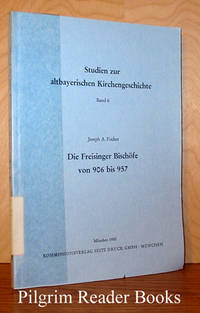 Studien zur
altbayerischen Kirchengeschichte
Band 6
Joseph A. Fischer
Die Freisinger Bischöfe
von 906 bis 957
München 1980
KOMMISSIONSVERLAG SEITZ DRUCK GMBH · MÜNCHEN
Pilgrim Reader Books